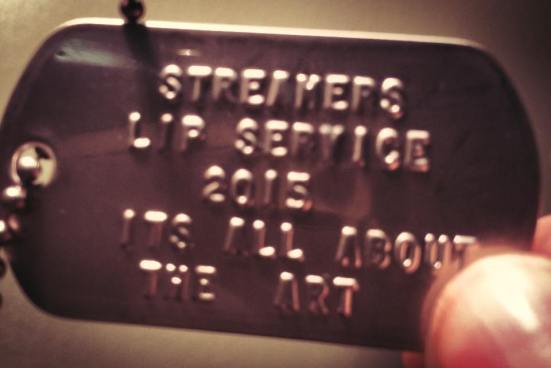 STREAMERS
LIP SERVICE
2015
ITS ALL ABOUT
THE ART